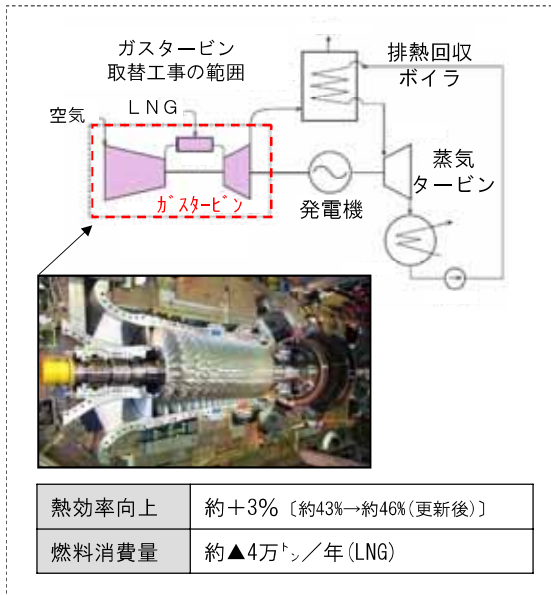 ガスタービン
取替工事の範囲
LNG
空気
排熱回収
ボイラ
蒸気
タービン
発電機
ガスタービン
熱効率向上 約+3% 〔約43%→約46%(更新後)〕
燃料消費量 約▲4万㌧/年(LNG)